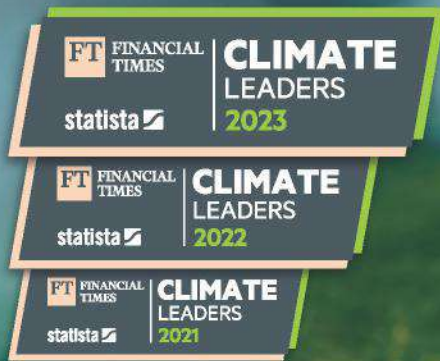 FT FINANCIAL TIMES
statista
CLIMATE
LEADERS
2023
FT FINANCIAL TIMES
statista
CLIMATE
LEADERS
2022
FT FINANCIAL TIMES
statista
CLIMATE
LEADERS
2021